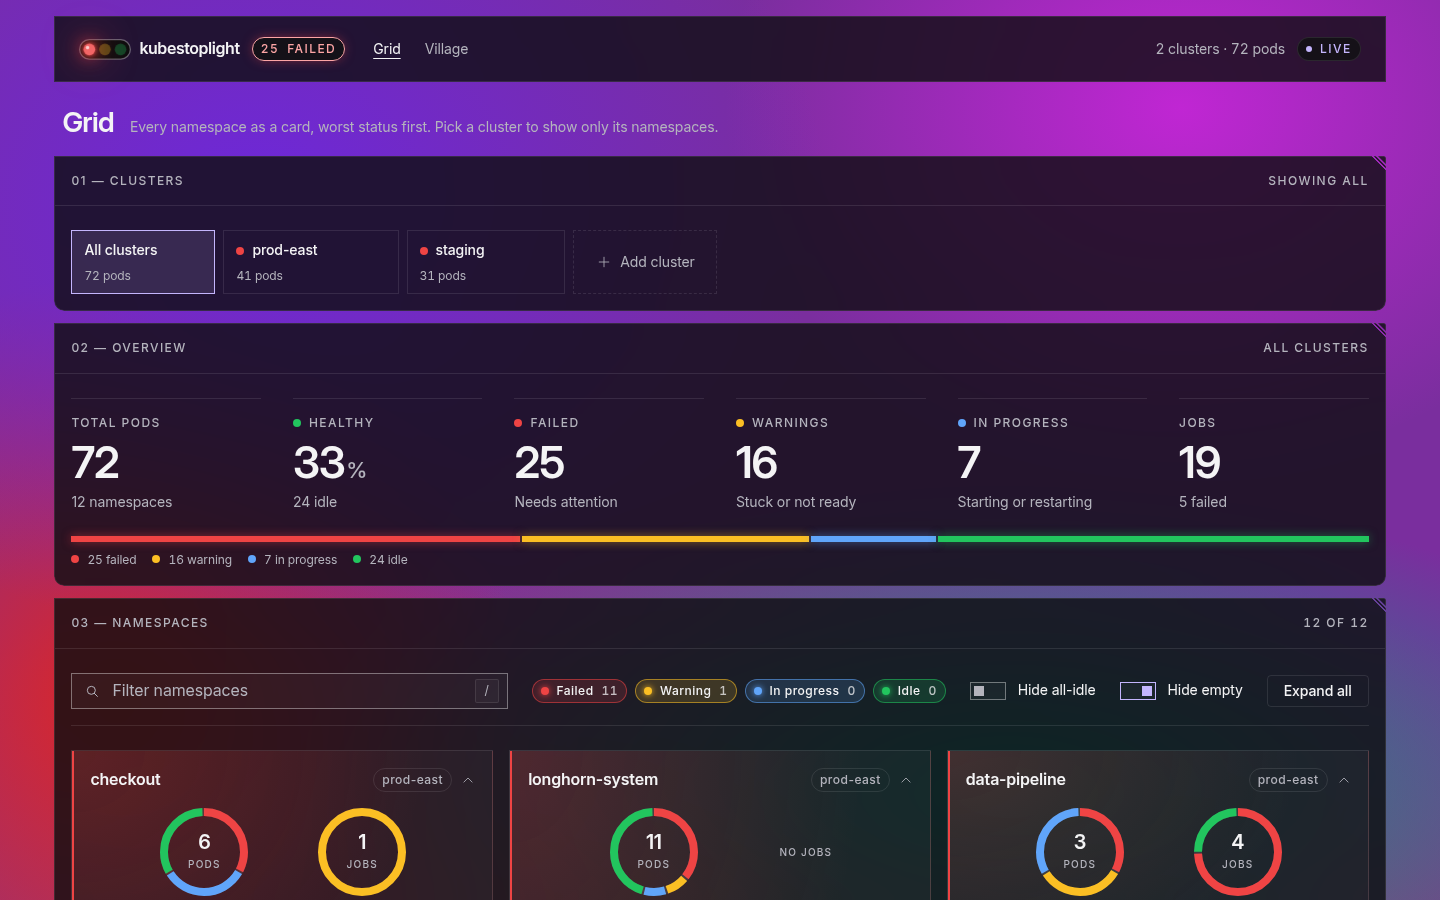 kubestoplight 25 FAILED Grid Village 2 clusters · 72 pods LIVE
Grid Every namespace as a card, worst status first. Pick a cluster to show only its namespaces.
01 — CLUSTERS SHOWING ALL
All clusters prod-east staging
+ Add cluster
72 pods 41 pods 31 pods
02 — OVERVIEW ALL CLUSTERS
TOTAL PODS HEALTHY FAILED WARNINGS IN PROGRESS JOBS
72 33% 25 16 7 19
12 namespaces 24 idle Needs attention Stuck or not ready Starting or restarting 5 failed
25 failed 16 warning 7 in progress 24 idle
03 — NAMESPACES 12 OF 12
Filter namespaces / Failed 11 Warning 1 In progress 0 Idle 0 Hide all-idle Hide empty Expand all
checkout prod-east longhorn-system prod-east data-pipeline prod-east
6 1 11 3 4
PODS JOBS PODS NO JOBS PODS JOBS